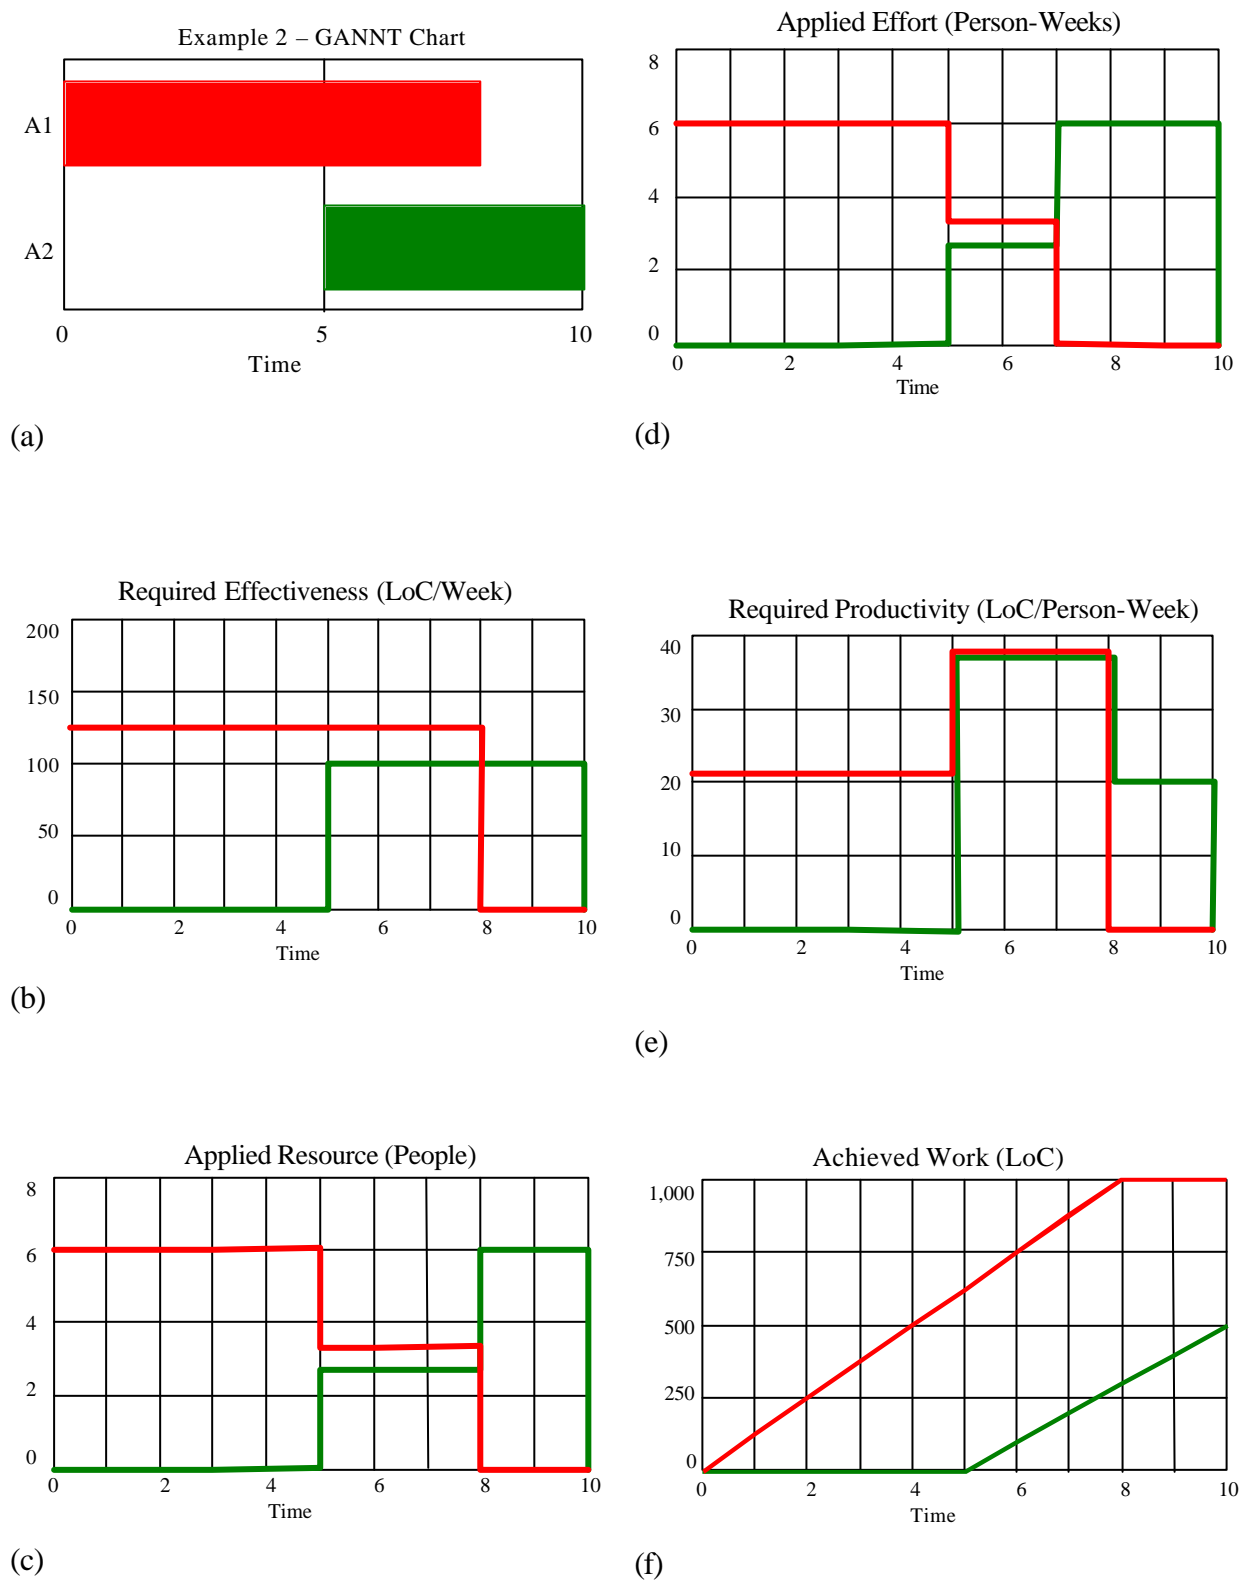 Example 2 – GANNT Chart
A1
A2
0 5 10
Time
(a)
Applied Effort (Person-Weeks)
8
6
4
2
0
0 2 4 6 8 10
Time
(d)
Required Effectiveness (LoC/Week)
200
150
100
50
0
0 2 4 6 8 10
Time
(b)
Required Productivity (LoC/Person-Week)
40
30
20
10
0
0 2 4 6 8 10
Time
(e)
Applied Resource (People)
8
6
4
2
0
0 2 4 6 8 10
Time
(c)
Achieved Work (LoC)
1,000
750
500
250
0
0 2 4 6 8 10
Time
(f)